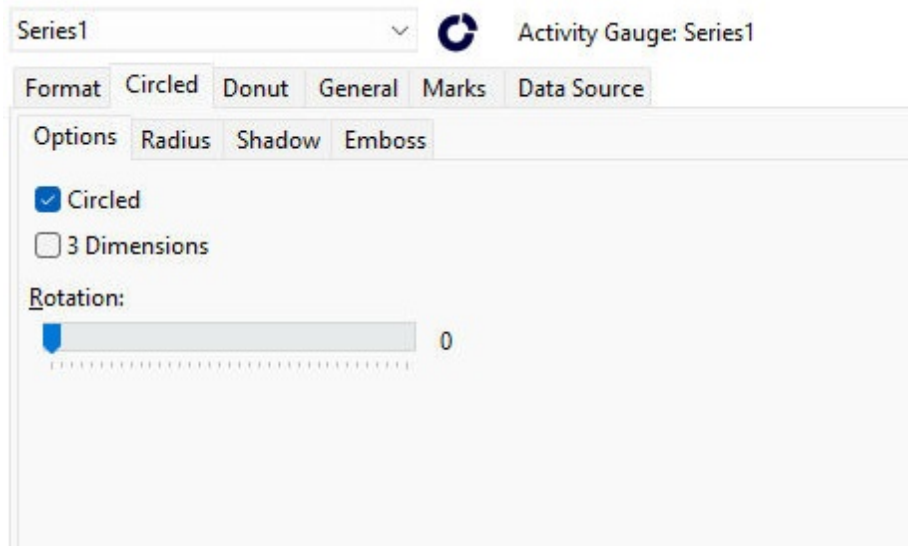 Series1 Activity Gauge: Series1
Format Circled Donut General Marks Data Source
Options Radius Shadow Emboss
Circled
3 Dimensions
Rotation:
0